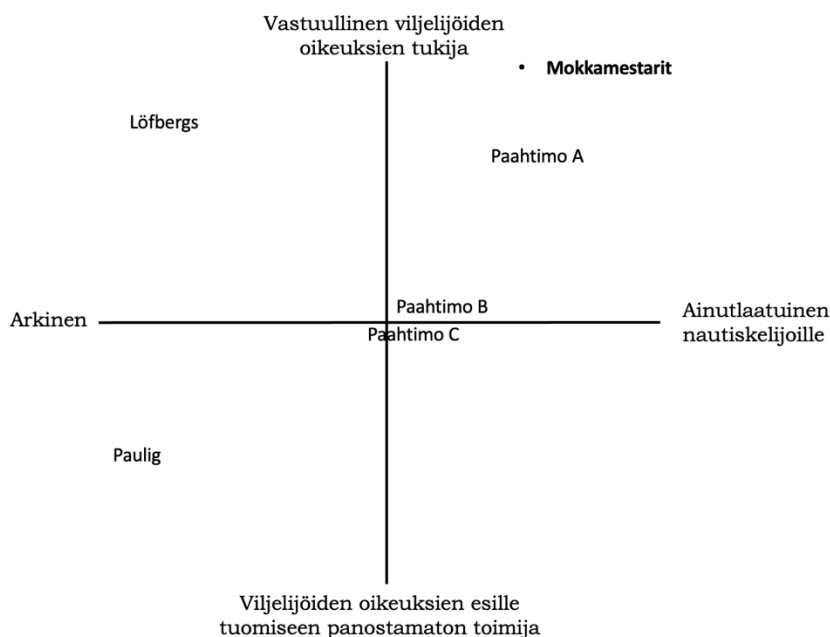 Vastuullinen viljelijöiden
oikeuksien tukija
• Mokkamestarit
Löfbergs
Paahtimo A
Paahtimo B
Arkinen
Ainutlaatuinen
nautiskelijoille
Paahtimo C
Paulig
Viljelijöiden oikeuksien esille
tuomiseen panostamaton toimija